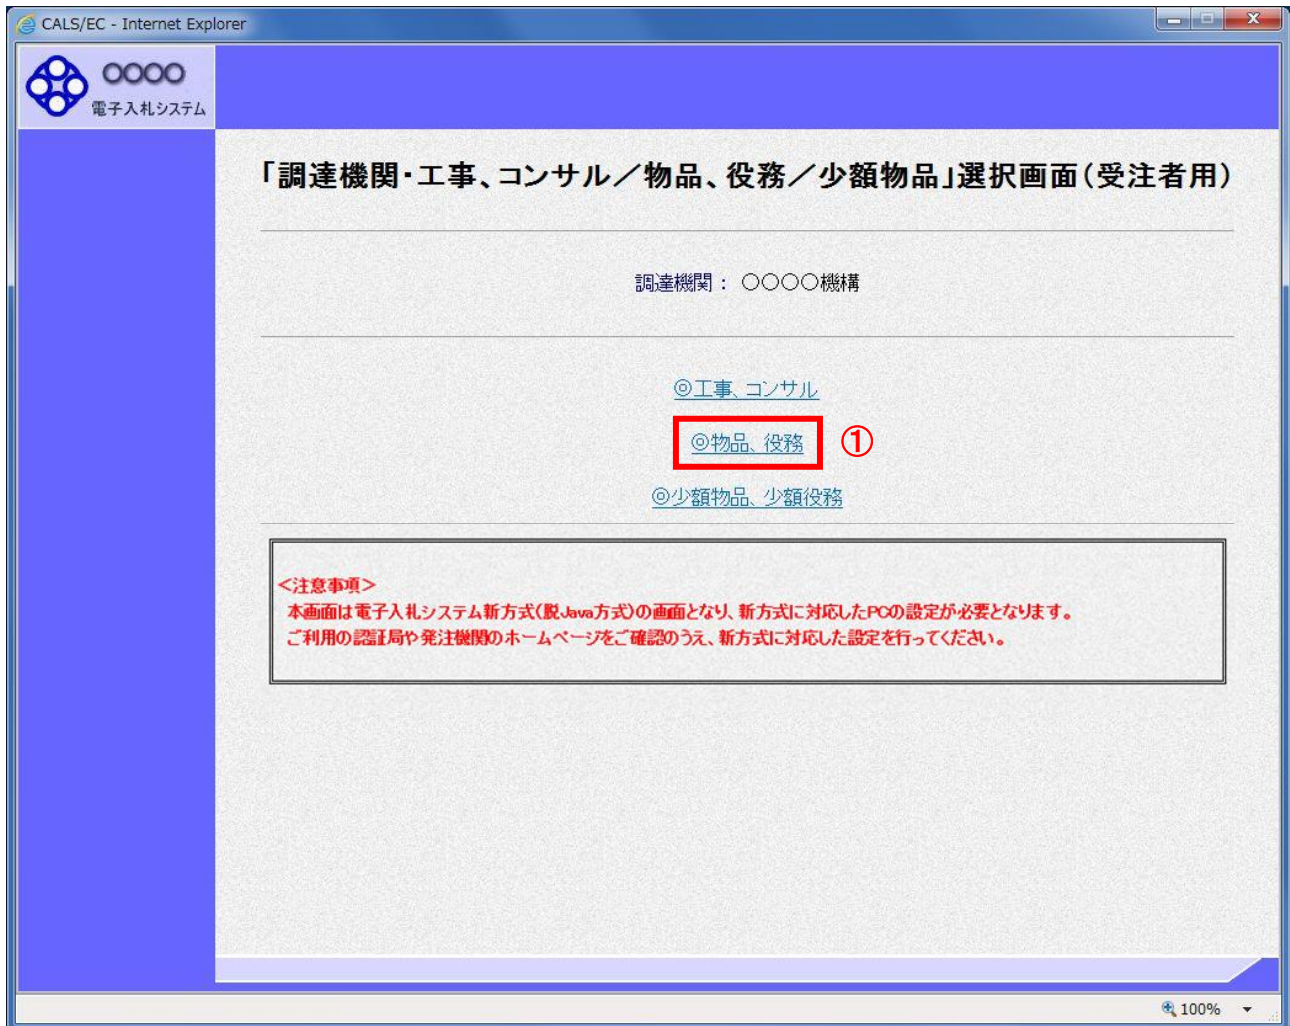 CALS/EC - Internet Explorer
○○○○
電子入札システム
「調達機関・工事、コンサル／物品、役務／少額物品」選択画面（受注者用）
調達機関： ○○○○機構
◎工事、コンサル
◎物品、役務
①
◎少額物品、少額役務
＜注意事項＞
本画面は電子入札システム新方式(脱Java方式)の画面となり、新方式に対応したPCの設定が必要となります。
ご利用の認証局や発注機関のホームページをご確認のうえ、新方式に対応した設定を行ってください。
100%